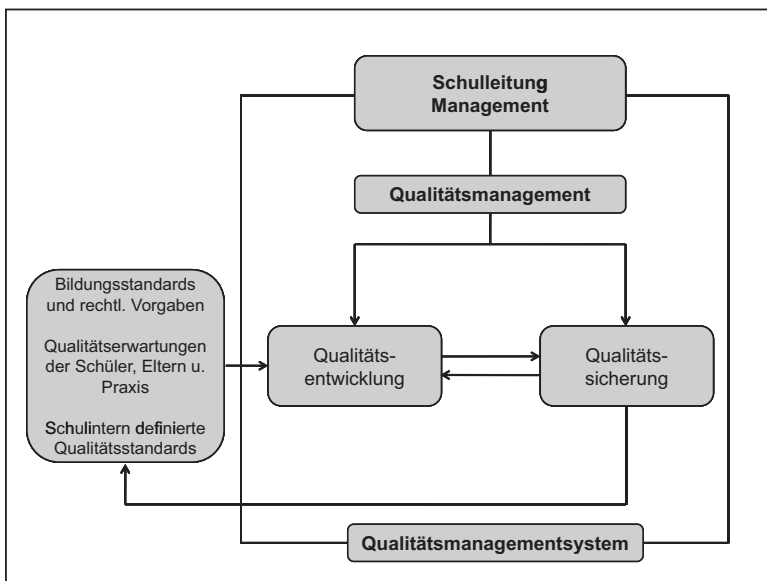 Schulleitung
Management
Qualitätsmanagement
Bildungsstandards
und rechtl. Vorgaben
Qualitätserwartungen
der Schüler, Eltern u.
Praxis
Schulintern definierte
Qualitätsstandards
Qualitäts-
entwicklung
Qualitäts-
sicherung
Qualitätsmanagementsystem